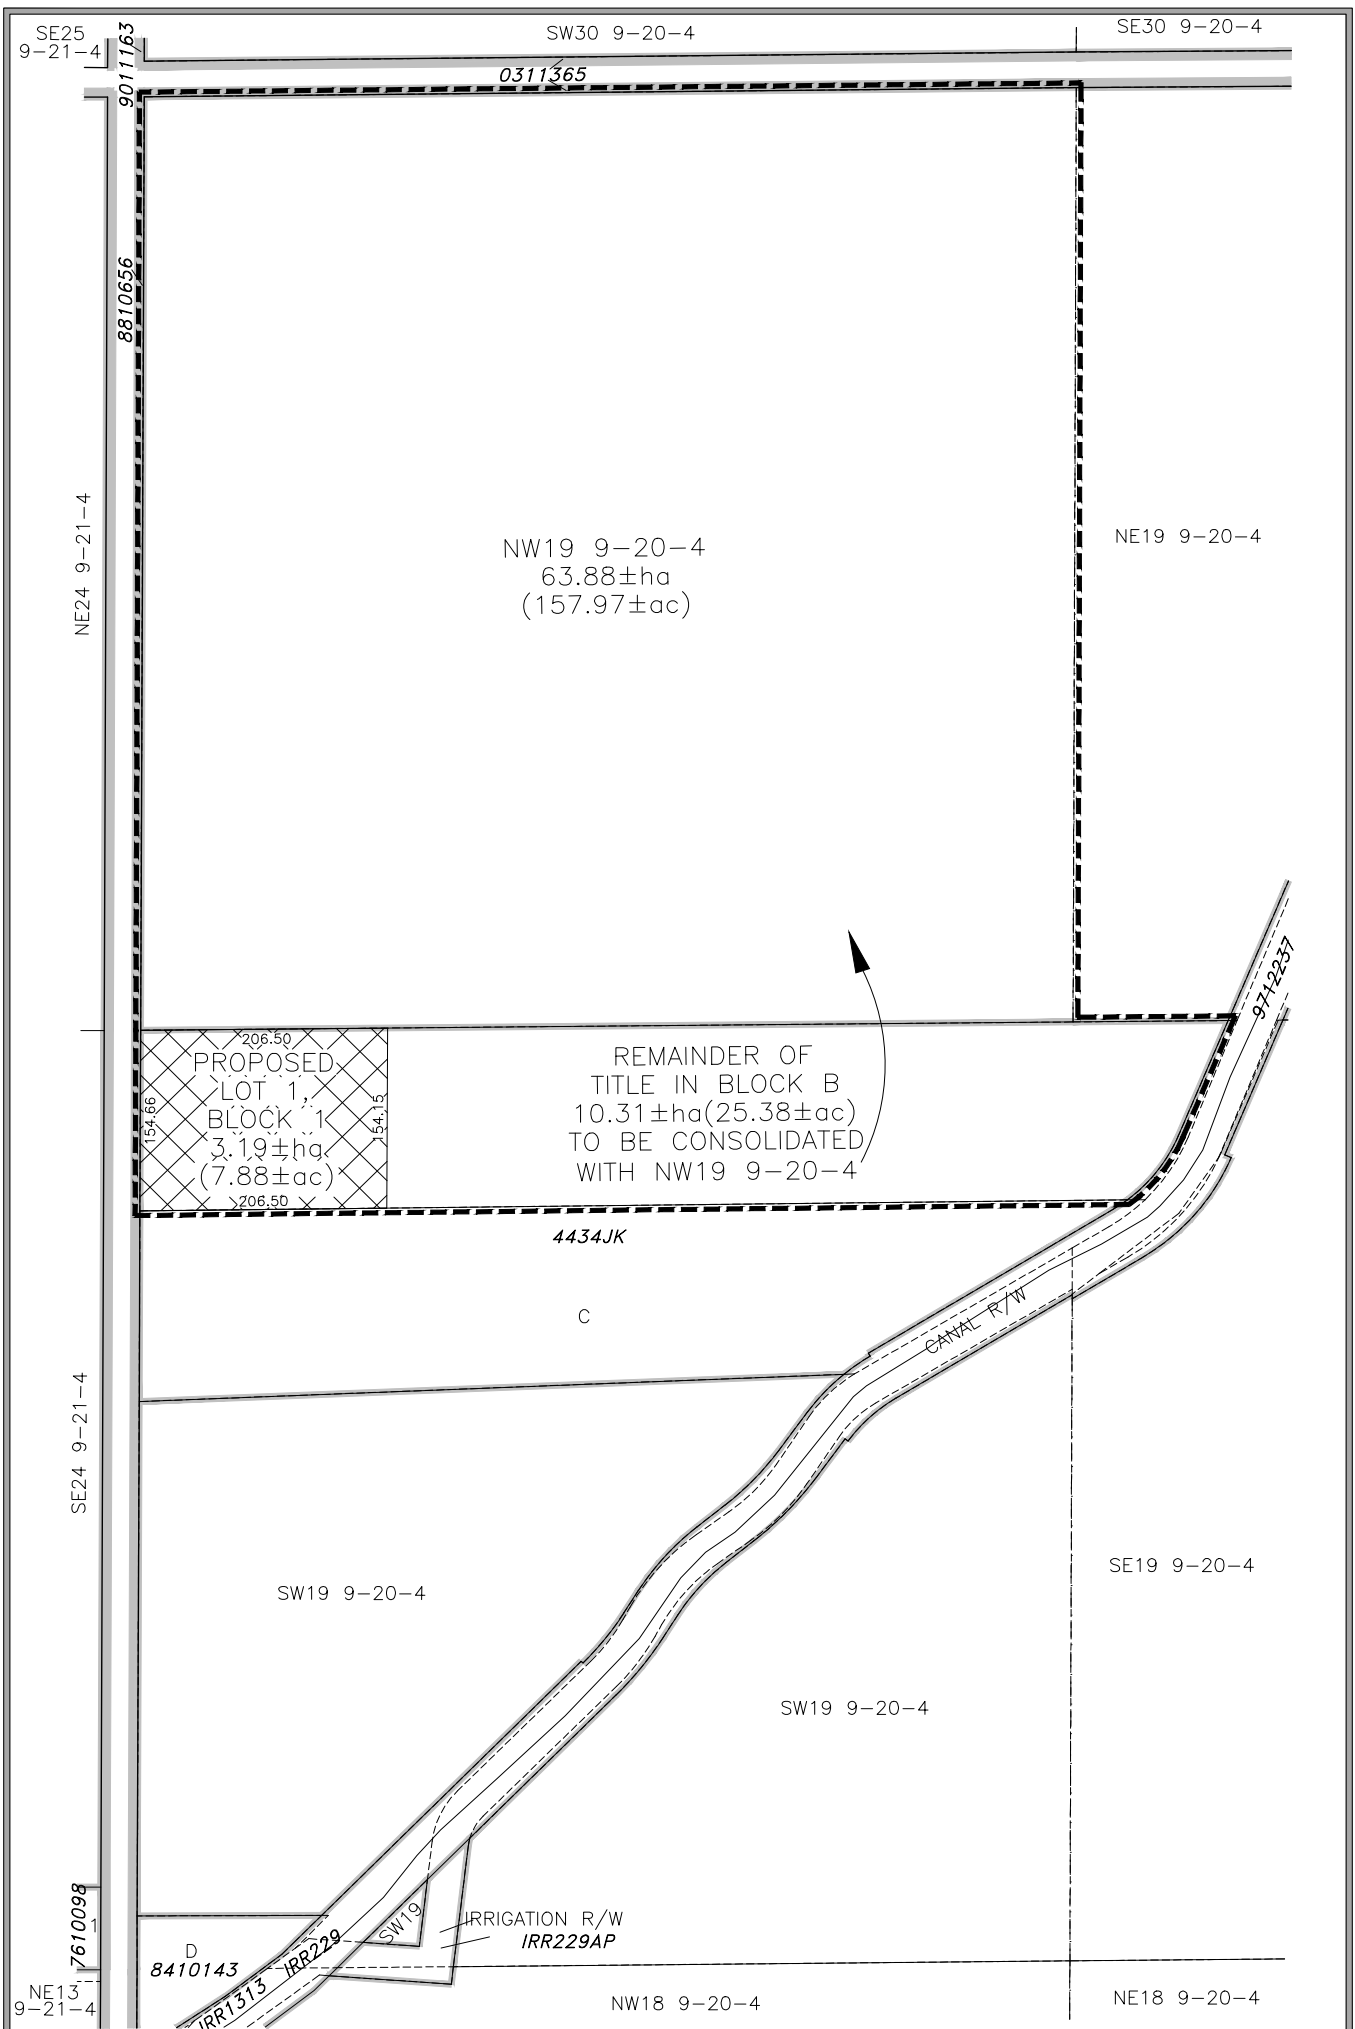 SE25
9-21-4
9011163
SW30 9-20-4
SE30 9-20-4
0311365
8810656
NE24 9-21-4
NW19 9-20-4
63.88±ha
(157.97±ac)
NE19 9-20-4
9712237
206.50
PROPOSED
LOT 1,
BLOCK 1
3.19±ha
(7.88±ac)
206.50
154.66
154.15
REMAINDER OF
TITLE IN BLOCK B
10.31±ha(25.38±ac)
TO BE CONSOLIDATED
WITH NW19 9-20-4
4434JK
C
CANAL R/W
SE24 9-21-4
SW19 9-20-4
SE19 9-20-4
SW19 9-20-4
7610098
1
D
8410143
IRR229
IRR1313
SW19
IRRIGATION R/W
IRR229AP
NE13
9-21-4
NW18 9-20-4
NE18 9-20-4